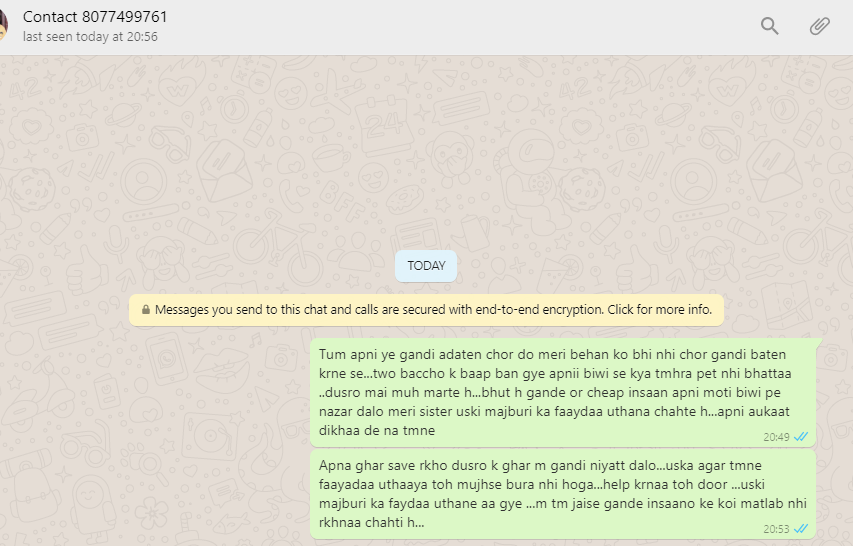 Contact 8077499761
last seen today at 20:56
TODAY
Messages you send to this chat and calls are secured with end-to-end encryption. Click for more info.
Tum apni ye gandi adaten chor do meri behan ko bhi nhi chor gandi baten
krne se...two baccho k baap ban gye apnii biwi se kya tmhra pet nhi bhattaa
..dusro mai muh marte h...bhut h gande or cheap insaan apni moti biwi pe
nazar dalo meri sister uski majburi ka faaydaa uthana chahte h...apni aukaat
dikhaa de na tmne
20:49
Apna ghar save rkho dusro k ghar m gandi niyatt dalo...uska agar tmne
faayadaa uthaaya toh mujhse bura nhi hoga...help krnaa toh door ...uski
majburi ka faydaa uthane aa gye ...m tm jaise gande insaano ke koi matlab nhi
rkhnaa chahti h...
20:53